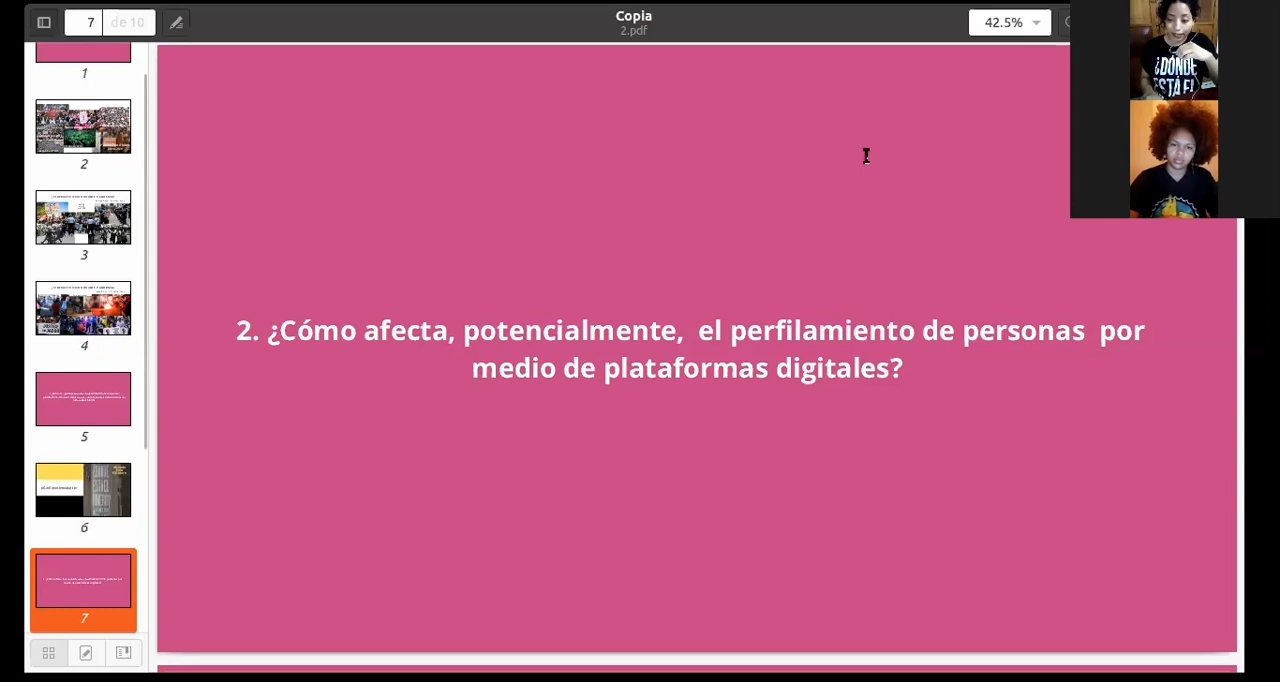 7 de 10
Copia
2.pdf
42.5%
1
2
3
4
5
6
7
2. ¿Cómo afecta, potencialmente, el perfilamiento de personas por
medio de plataformas digitales?
¿DÓNDE
ESTÁ EL